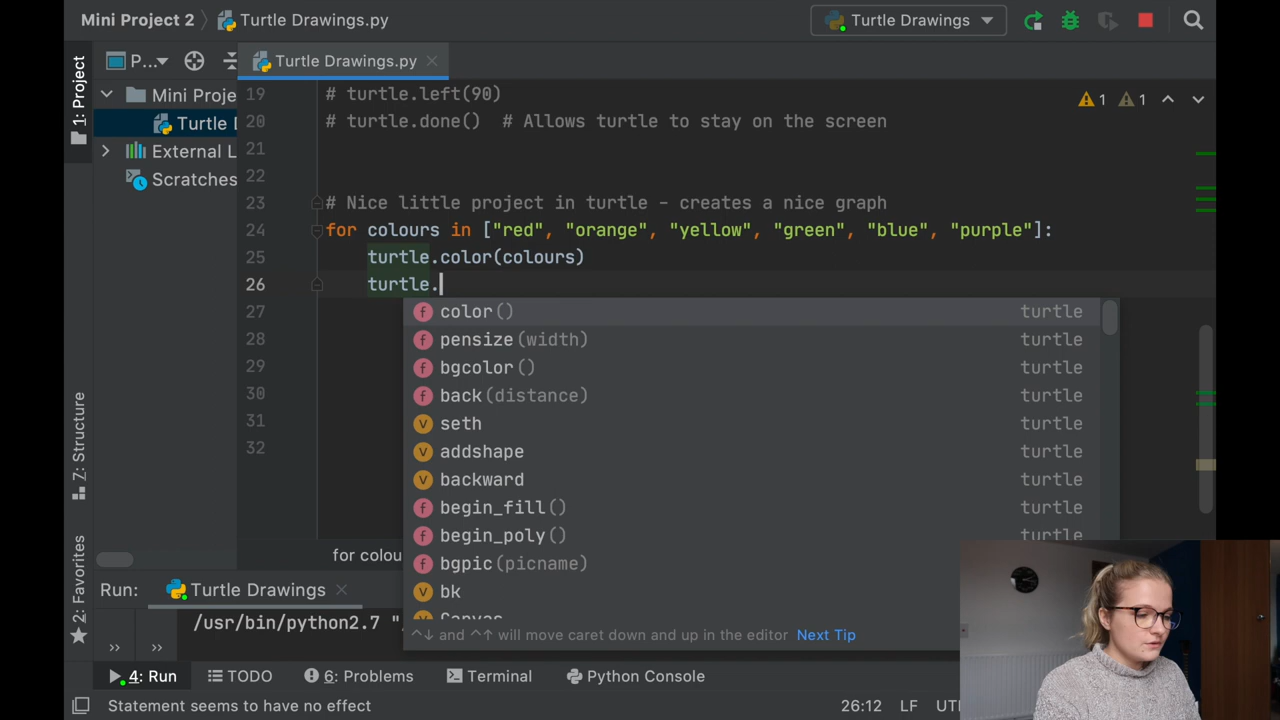 Mini Project 2
Turtle Drawings.py
Turtle Drawings
P...
Turtle Drawings.py
1: Project
Mini Proje
Turtle
External L
Scratches
Z: Structure
2: Favorites
19 # turtle.left(90)
20 # turtle.done()  # Allows turtle to stay on the screen
21
22
23 # Nice little project in turtle - creates a nice graph
24 for colours in ["red", "orange", "yellow", "green", "blue", "purple"]:
25 turtle.color(colours)
26 turtle.
27
28
29
30
31
32
1 1
color() turtle
pensize(width) turtle
bgcolor() turtle
back(distance) turtle
seth turtle
addshape turtle
backward turtle
begin_fill() turtle
begin_poly() turtle
bgpic(picname)
bk
Canvas
^↓ and ^↑ will move caret down and up in the editor Next Tip
for colou
Run: Turtle Drawings
/usr/bin/python2.7 "
4: Run TODO 6: Problems Terminal Python Console
Statement seems to have no effect 26:12 LF UT